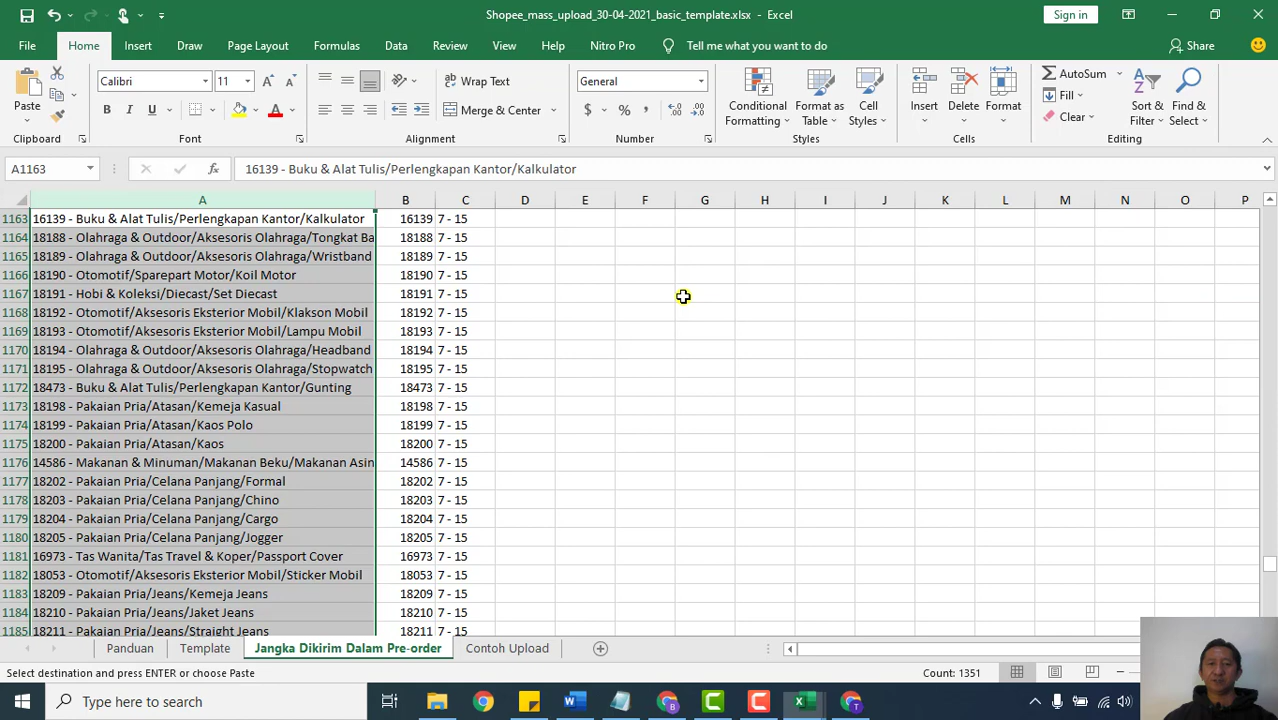 Shopee_mass_upload_30-04-2021_basic_template.xlsx - Excel
Sign in
File Home Insert Draw Page Layout Formulas Data Review View Help Nitro Pro Tell me what you want to do Share
Paste
Calibri 11
Wrap Text
General
Conditional Formatting
Format as Table
Cell Styles
Insert
Delete
Format
AutoSum
Fill
Clear
Sort & Filter
Find & Select
B I U A
Merge & Center
$ % ,
Clipboard Font Alignment Number Styles Cells Editing
A1163 fx 16139 - Buku & Alat Tulis/Perlengkapan Kantor/Kalkulator
A B C D E F G H I J K L M N O P
1163 16139 - Buku & Alat Tulis/Perlengkapan Kantor/Kalkulator 16139 7 - 15
1164 18188 - Olahraga & Outdoor/Aksesoris Olahraga/Tongkat Ba 18188 7 - 15
1165 18189 - Olahraga & Outdoor/Aksesoris Olahraga/Wristband 18189 7 - 15
1166 18190 - Otomotif/Sparepart Motor/Koil Motor 18190 7 - 15
1167 18191 - Hobi & Koleksi/Diecast/Set Diecast 18191 7 - 15
1168 18192 - Otomotif/Aksesoris Eksterior Mobil/Klakson Mobil 18192 7 - 15
1169 18193 - Otomotif/Aksesoris Eksterior Mobil/Lampu Mobil 18193 7 - 15
1170 18194 - Olahraga & Outdoor/Aksesoris Olahraga/Headband 18194 7 - 15
1171 18195 - Olahraga & Outdoor/Aksesoris Olahraga/Stopwatch 18195 7 - 15
1172 18473 - Buku & Alat Tulis/Perlengkapan Kantor/Gunting 18473 7 - 15
1173 18198 - Pakaian Pria/Atasan/Kemeja Kasual 18198 7 - 15
1174 18199 - Pakaian Pria/Atasan/Kaos Polo 18199 7 - 15
1175 18200 - Pakaian Pria/Atasan/Kaos 18200 7 - 15
1176 14586 - Makanan & Minuman/Makanan Beku/Makanan Asin 14586 7 - 15
1177 18202 - Pakaian Pria/Celana Panjang/Formal 18202 7 - 15
1178 18203 - Pakaian Pria/Celana Panjang/Chino 18203 7 - 15
1179 18204 - Pakaian Pria/Celana Panjang/Cargo 18204 7 - 15
1180 18205 - Pakaian Pria/Celana Panjang/Jogger 18205 7 - 15
1181 16973 - Tas Wanita/Tas Travel & Koper/Passport Cover 16973 7 - 15
1182 18053 - Otomotif/Aksesoris Eksterior Mobil/Sticker Mobil 18053 7 - 15
1183 18209 - Pakaian Pria/Jeans/Kemeja Jeans 18209 7 - 15
1184 18210 - Pakaian Pria/Jeans/Jaket Jeans 18210 7 - 15
1185 18211 - Pakaian Pria/Jeans/Straight Jeans 18211 7 - 15
Panduan Template Jangka Dikirim Dalam Pre-order Contoh Upload
Select destination and press ENTER or choose Paste Count: 1351
Type here to search